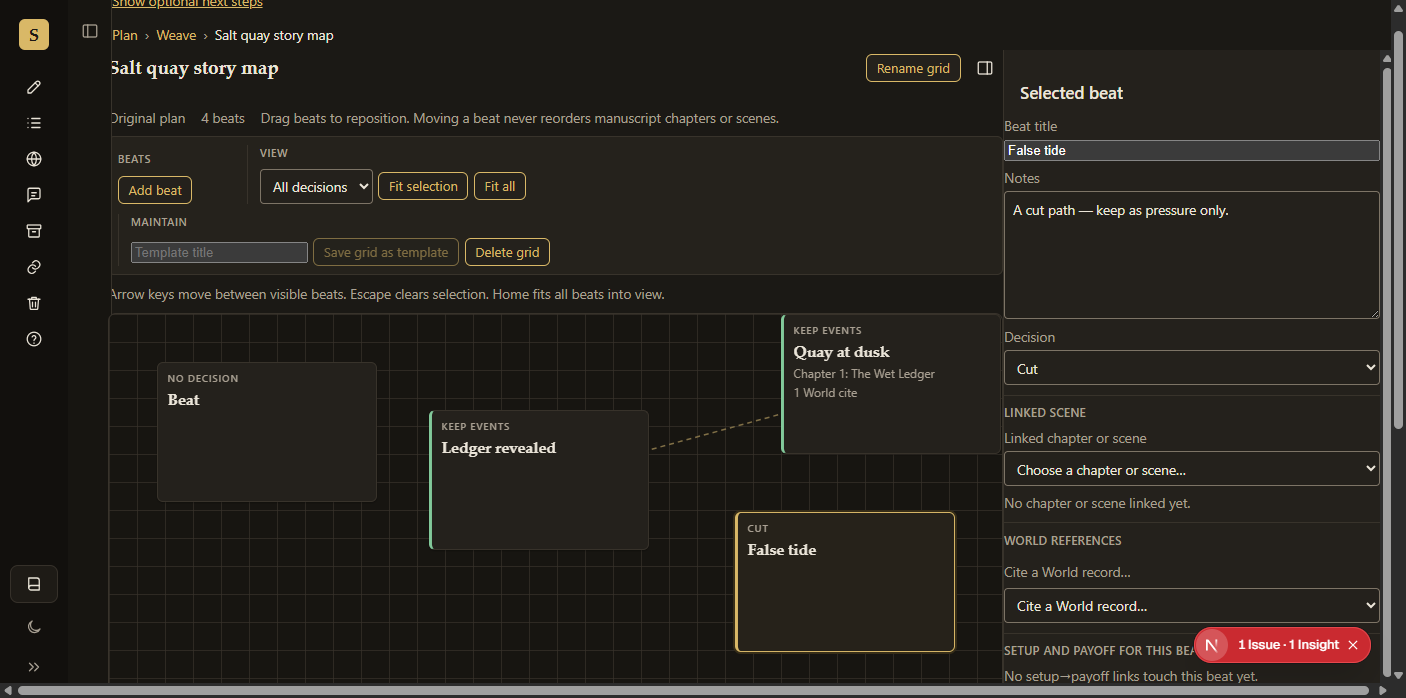 Show optional next steps
S
Plan › Weave › Salt quay story map
Salt quay story map
Rename grid
Original plan 4 beats Drag beats to reposition. Moving a beat never reorders manuscript chapters or scenes.
BEATS
Add beat
VIEW
All decisions
Fit selection
Fit all
MAINTAIN
Template title
Save grid as template
Delete grid
Arrow keys move between visible beats. Escape clears selection. Home fits all beats into view.
NO DECISION
Beat
KEEP EVENTS
Ledger revealed
KEEP EVENTS
Quay at dusk
Chapter 1: The Wet Ledger
1 World cite
CUT
False tide
Selected beat
Beat title
False tide
Notes
A cut path — keep as pressure only.
Decision
Cut
LINKED SCENE
Linked chapter or scene
Choose a chapter or scene...
No chapter or scene linked yet.
WORLD REFERENCES
Cite a World record...
Cite a World record...
SETUP AND PAYOFF FOR THIS
No setup→payoff links touch this beat yet.
N
1 Issue · 1 Insight